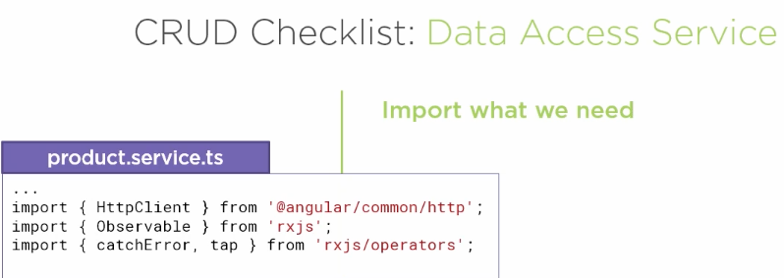 CRUD Checklist: Data Access Service
Import what we need
product.service.ts
...
import { HttpClient } from '@angular/common/http';
import { Observable } from 'rxjs';
import { catchError, tap } from 'rxjs/operators';